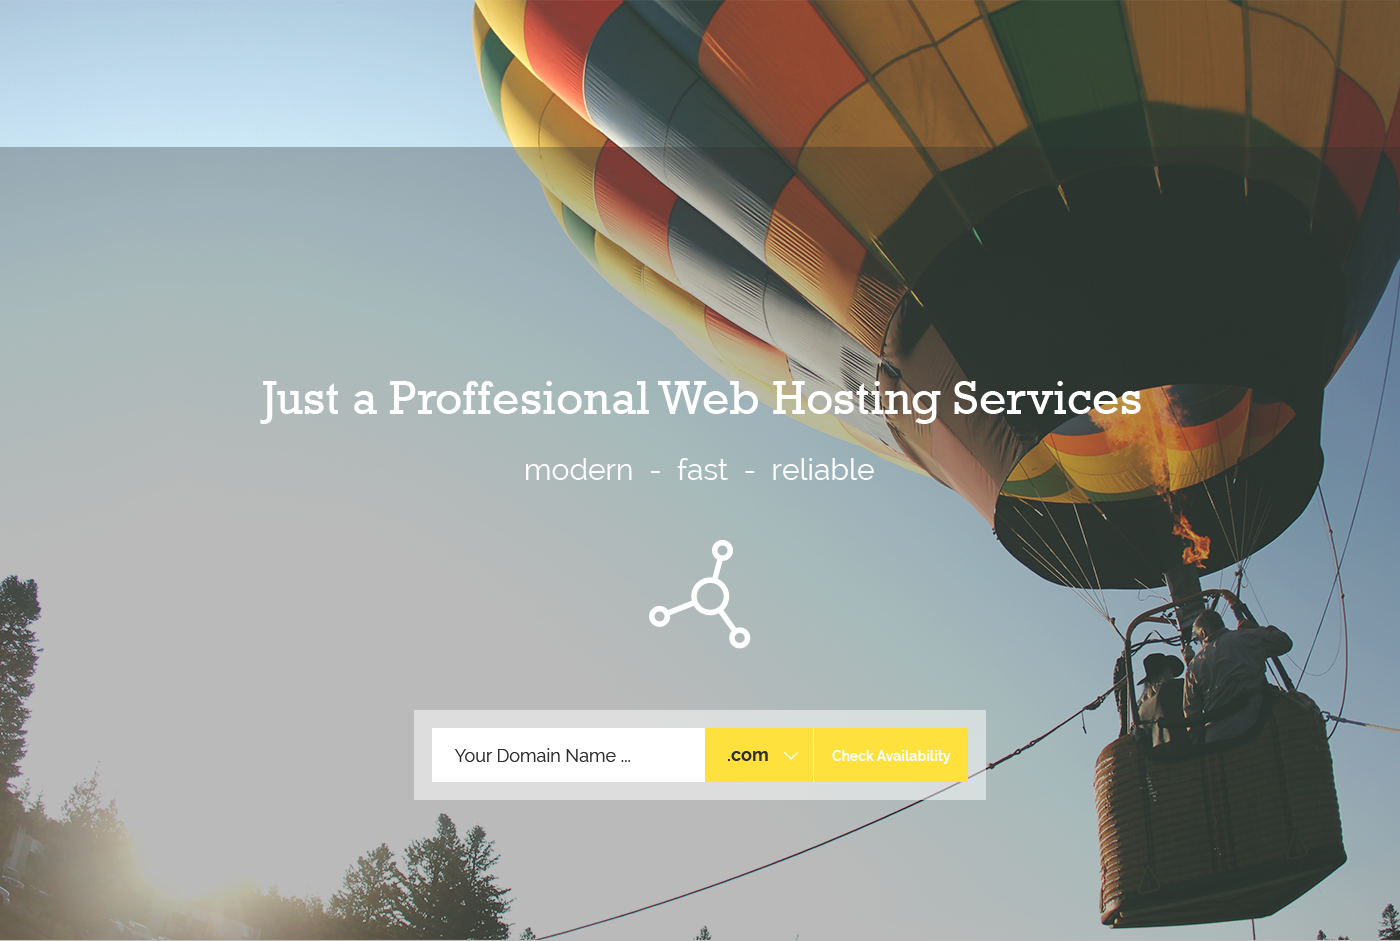 Just a Proffesional Web Hosting Services
modern - fast - reliable
Your Domain Name ...
.com
Check Availability